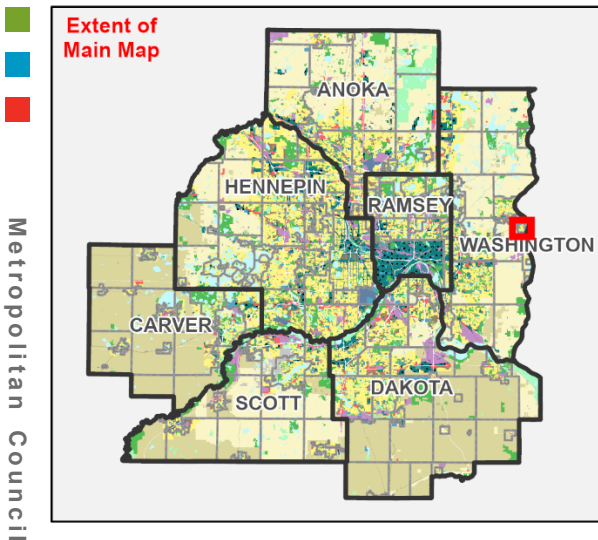 Extent of
Main Map
ANOKA
HENNEPIN
RAMSEY
WASHINGTON
CARVER
SCOTT
DAKOTA
Metropolitan Council